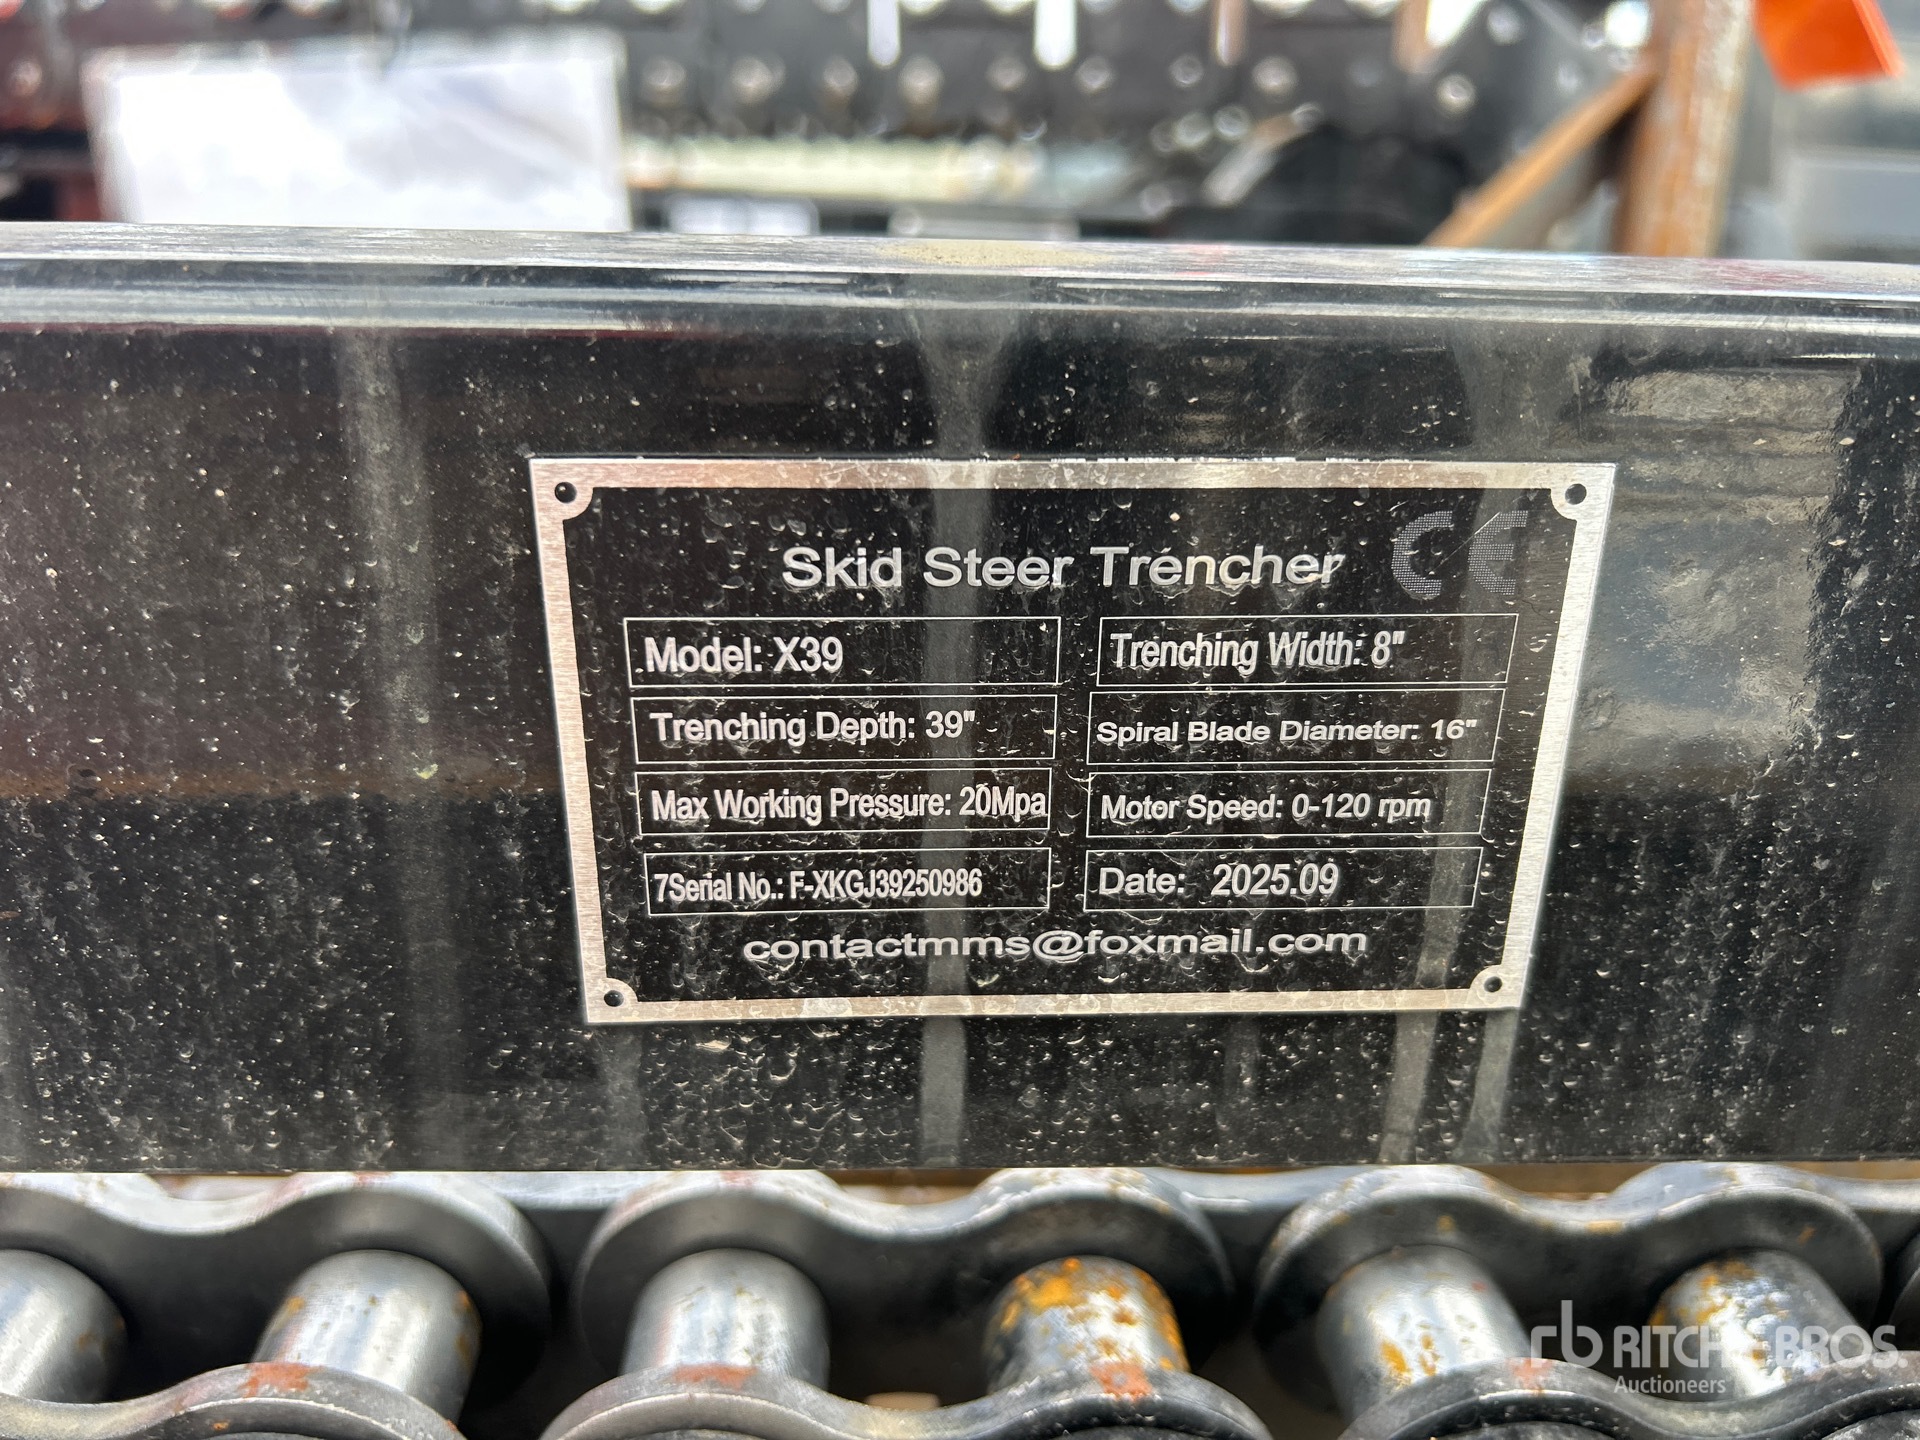 Skid Steer Trencher CE
Model: X39
Trenching Width: 8"
Trenching Depth: 39"
Spiral Blade Diameter: 16"
Max Working Pressure: 20Mpa
Motor Speed: 0-120 rpm
7Serial No.: F-XKGJ39250986
Date: 2025.09
contactmms@foxmail.com
rb RITCHIE BROS.
Auctioneers